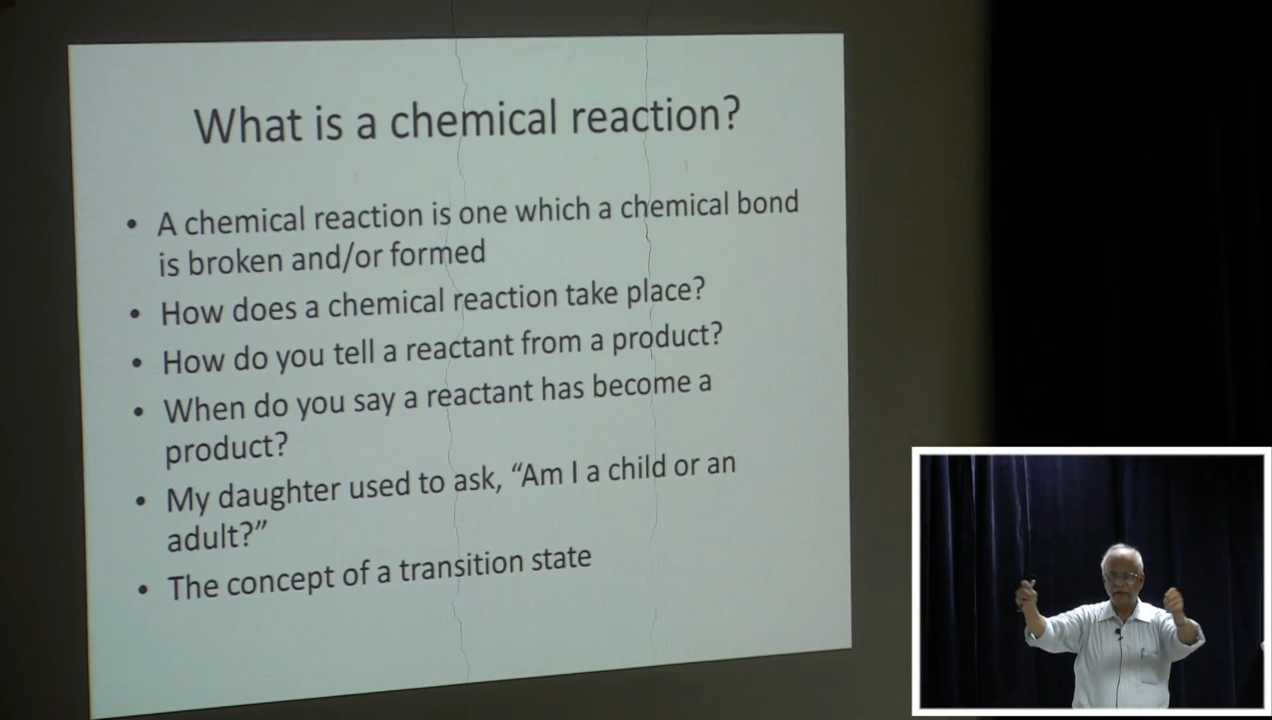 What is a chemical reaction?
• A chemical reaction is one which a chemical bond
is broken and/or formed
• How does a chemical reaction take place?
• How do you tell a reactant from a product?
• When do you say a reactant has become a
product?
• My daughter used to ask, “Am I a child or an
adult?”
• The concept of a transition state